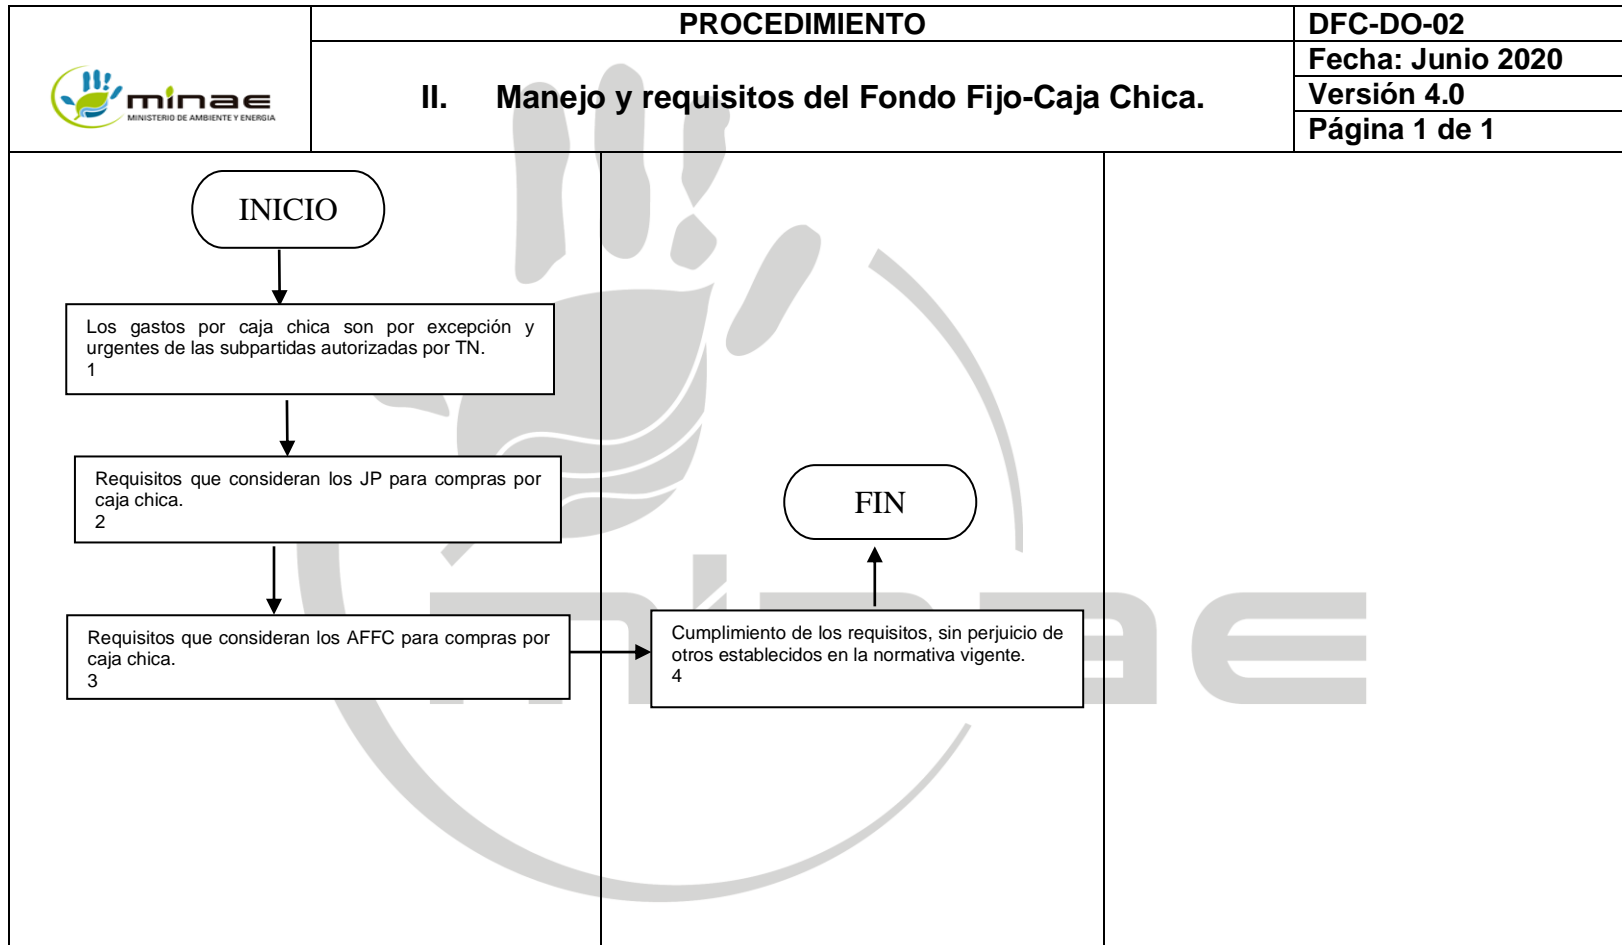 PROCEDIMIENTO
DFC-DO-02
Fecha: Junio 2020
II. Manejo y requisitos del Fondo Fijo-Caja Chica.
Versión 4.0
Página 1 de 1
minae
MINISTERIO DE AMBIENTE Y ENERGIA
INICIO
Los gastos por caja chica son por excepción y
urgentes de las subpartidas autorizadas por TN.
1
Requisitos que consideran los JP para compras por
caja chica.
2
Requisitos que consideran los AFFC para compras por
caja chica.
3
Cumplimiento de los requisitos, sin perjuicio de
otros establecidos en la normativa vigente.
4
FIN
minae